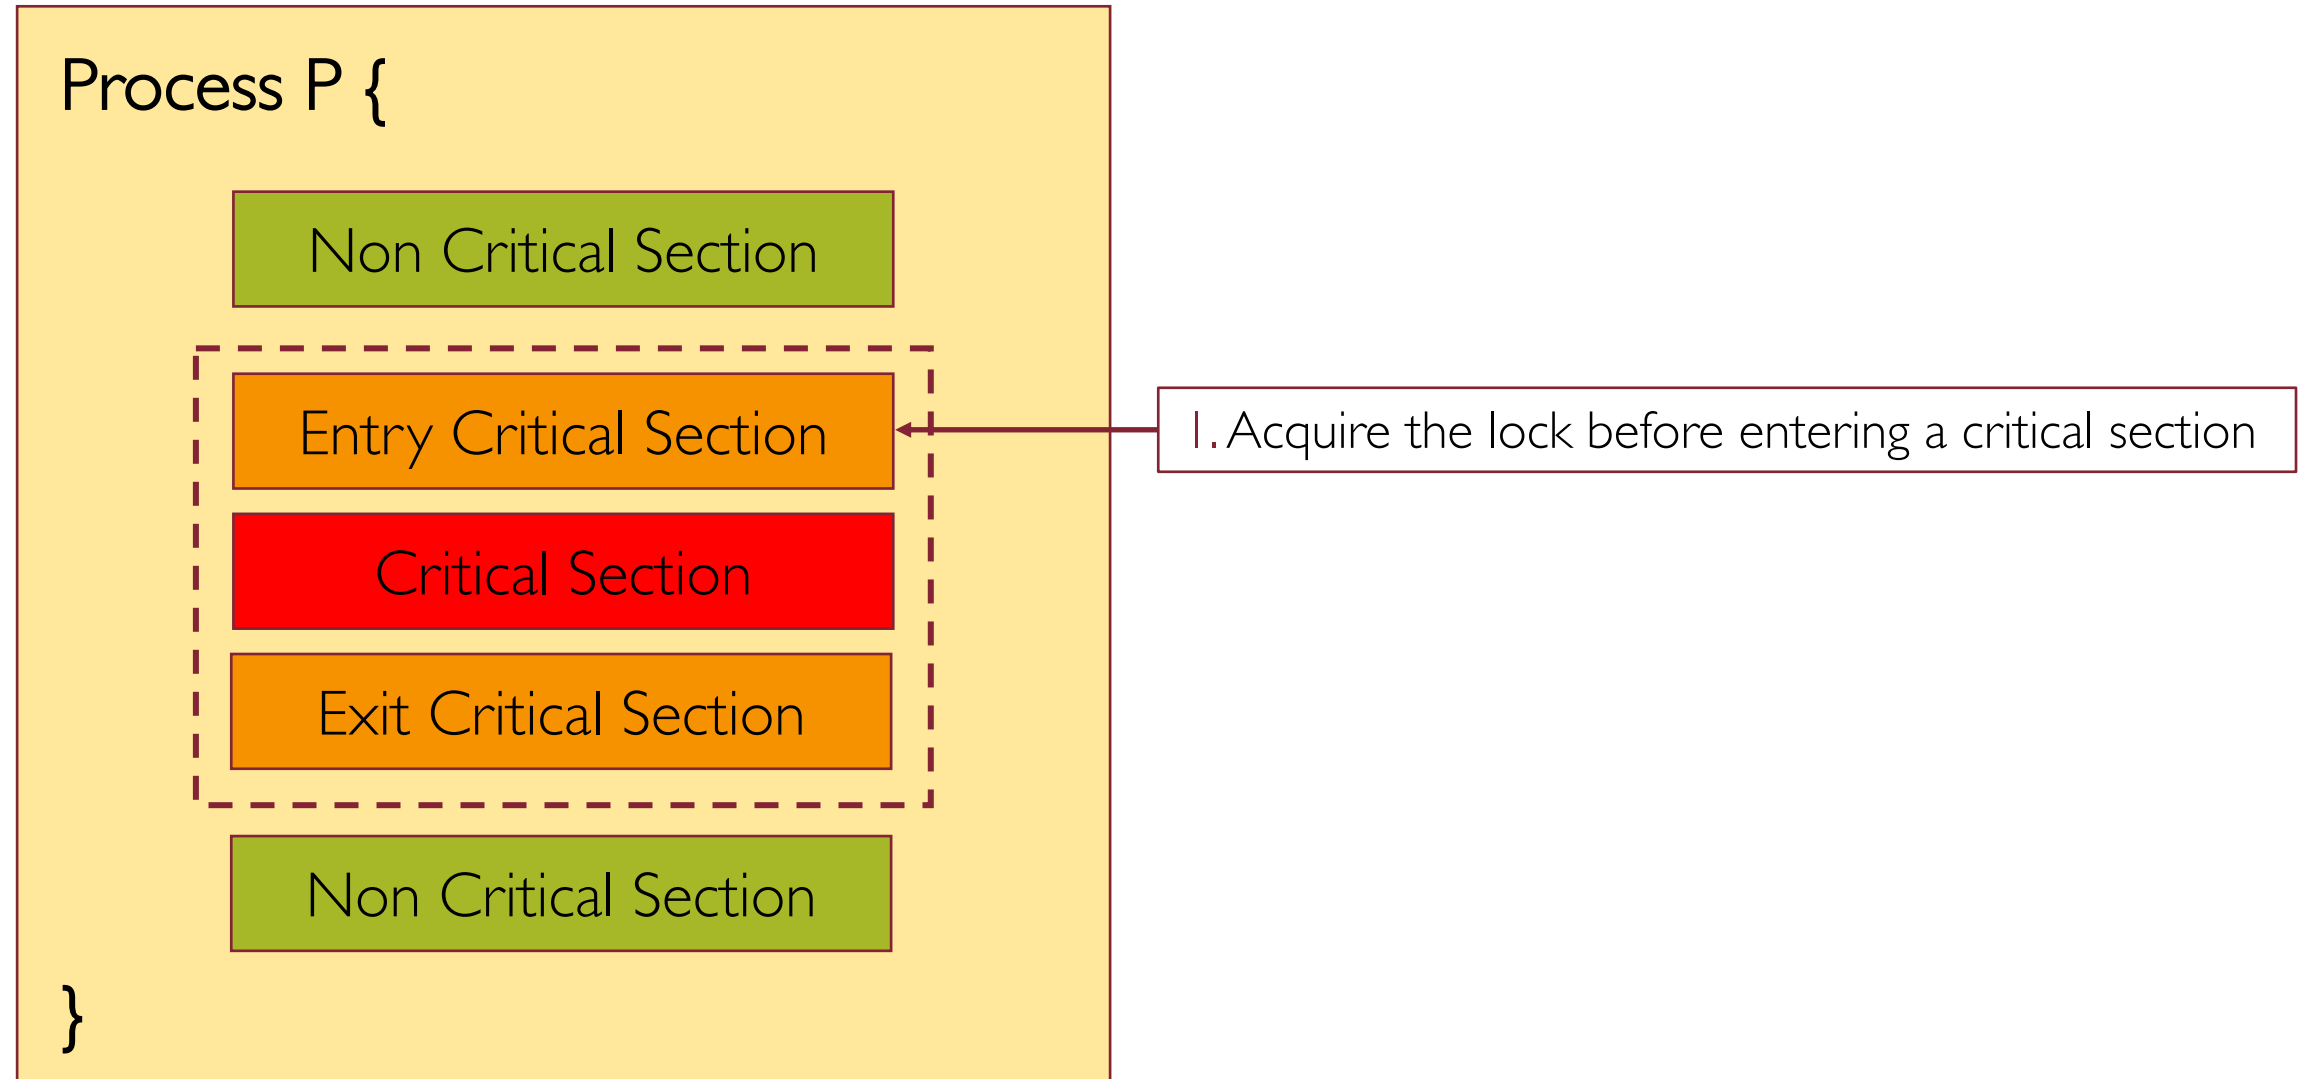 Process P {
Non Critical Section
Entry Critical Section
1. Acquire the lock before entering a critical section
Critical Section
Exit Critical Section
Non Critical Section
}